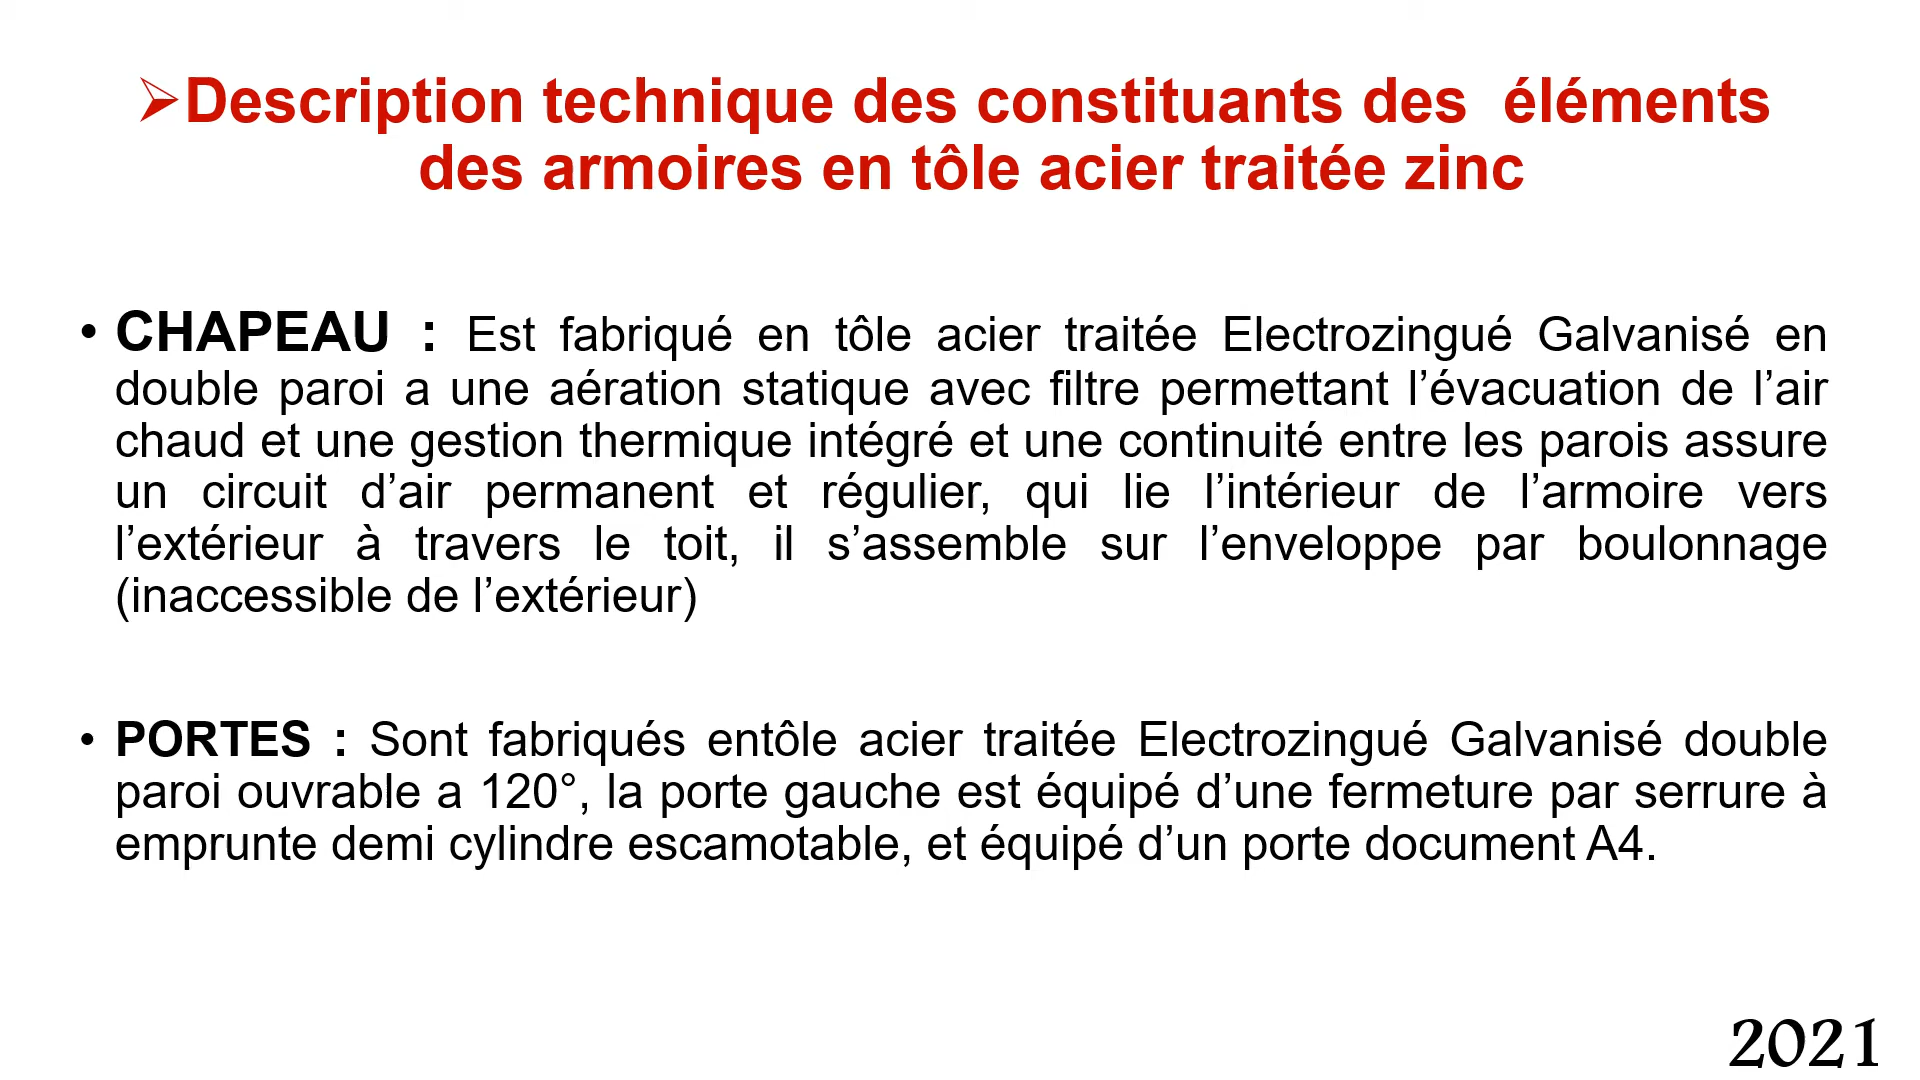 ➢Description technique des constituants des  éléments
des armoires en tôle acier traitée zinc
• CHAPEAU : Est fabriqué en tôle acier traitée Electrozingué Galvanisé en
double paroi a une aération statique avec filtre permettant l’évacuation de l’air
chaud et une gestion thermique intégré et une continuité entre les parois assure
un circuit d’air permanent et régulier, qui lie l’intérieur de l’armoire vers
l’extérieur à travers le toit, il s’assemble sur l’enveloppe par boulonnage
(inaccessible de l’extérieur)
• PORTES : Sont fabriqués entôle acier traitée Electrozingué Galvanisé double
paroi ouvrable a 120°, la porte gauche est équipé d’une fermeture par serrure à
emprunte demi cylindre escamotable, et équipé d’un porte document A4.
2021